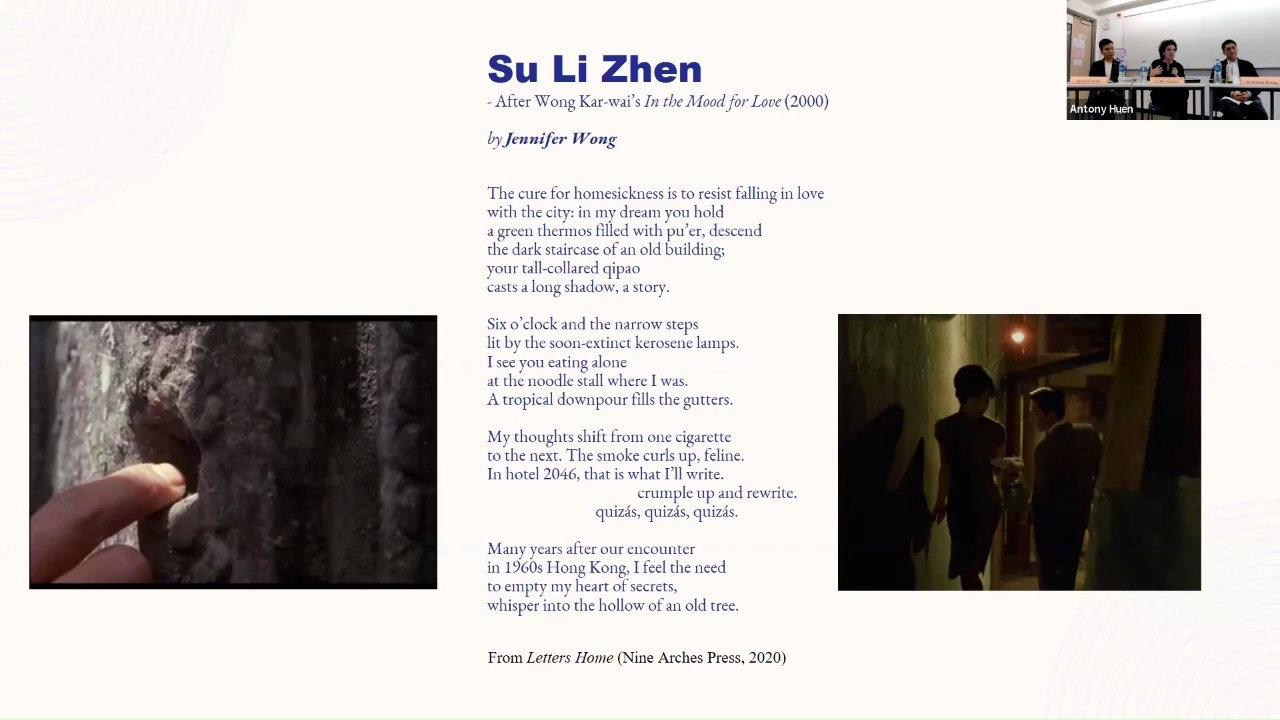 Su Li Zhen
- After Wong Kar-wai’s In the Mood for Love (2000)
by Jennifer Wong
The cure for homesickness is to resist falling in love
with the city: in my dream you hold
a green thermos filled with pu’er, descend
the dark staircase of an old building;
your tall-collared qipao
casts a long shadow, a story.
Six o’clock and the narrow steps
lit by the soon-extinct kerosene lamps.
I see you eating alone
at the noodle stall where I was.
A tropical downpour fills the gutters.
My thoughts shift from one cigarette
to the next. The smoke curls up, feline.
In hotel 2046, that is what I’ll write.
crumple up and rewrite.
quizás, quizás, quizás.
Many years after our encounter
in 1960s Hong Kong, I feel the need
to empty my heart of secrets,
whisper into the hollow of an old tree.
From Letters Home (Nine Arches Press, 2020)
Antony Huen